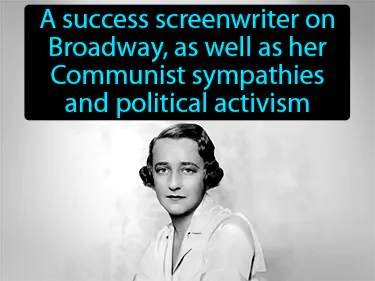 A success screenwriter on
Broadway, as well as her
Communist sympathies
and political activism